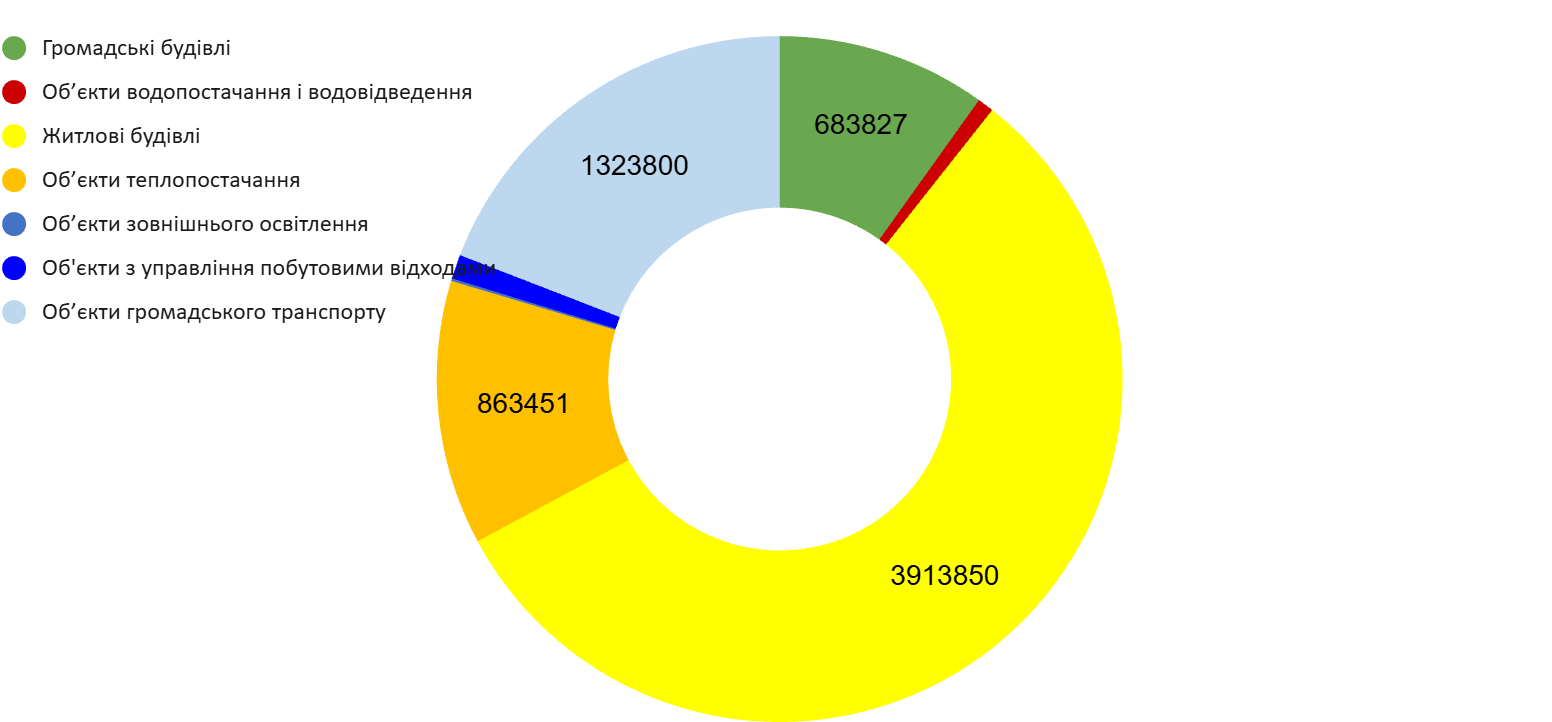 Громадські будівлі
Об’єкти водопостачання і водовідведення
Житлові будівлі
Об’єкти теплопостачання
Об’єкти зовнішнього освітлення
Об'єкти з управління побутовими відходами
Об’єкти громадського транспорту
683827
1323800
863451
3913850